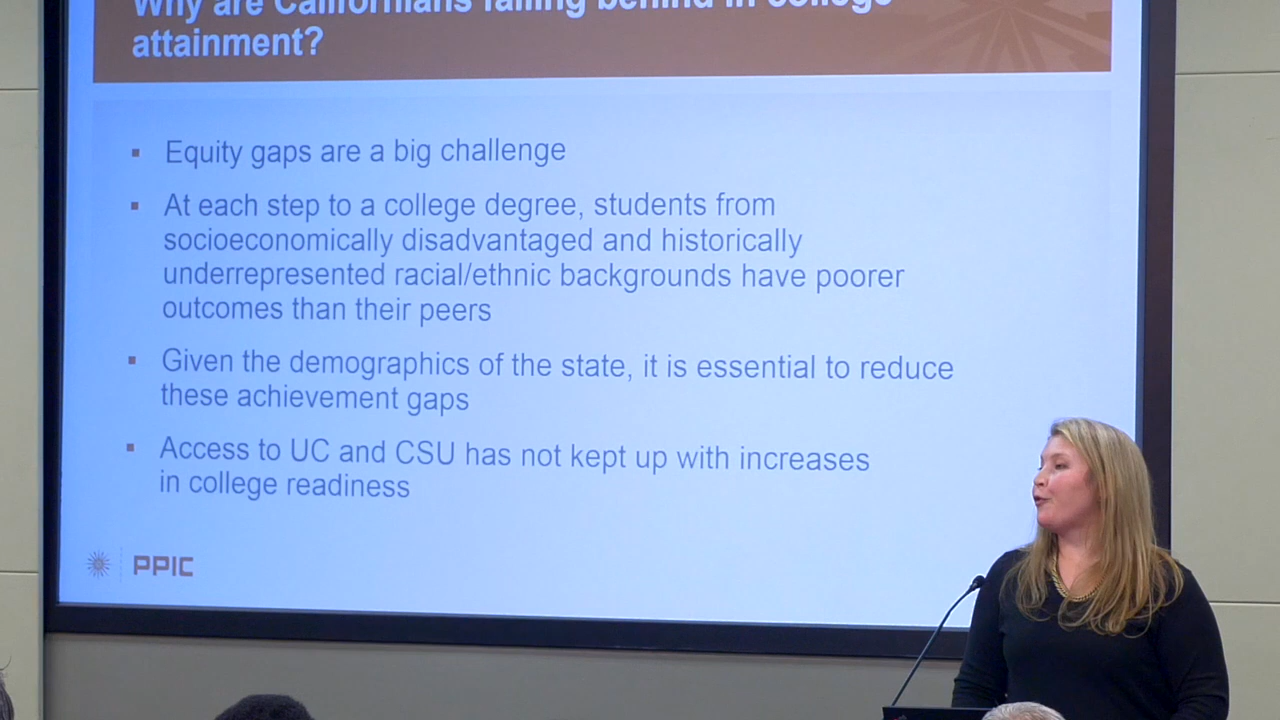 Why are Californians falling behind in college
attainment?
Equity gaps are a big challenge
At each step to a college degree, students from
socioeconomically disadvantaged and historically
underrepresented racial/ethnic backgrounds have poorer
outcomes than their peers
Given the demographics of the state, it is essential to reduce
these achievement gaps
Access to UC and CSU has not kept up with increases
in college readiness
PPIC